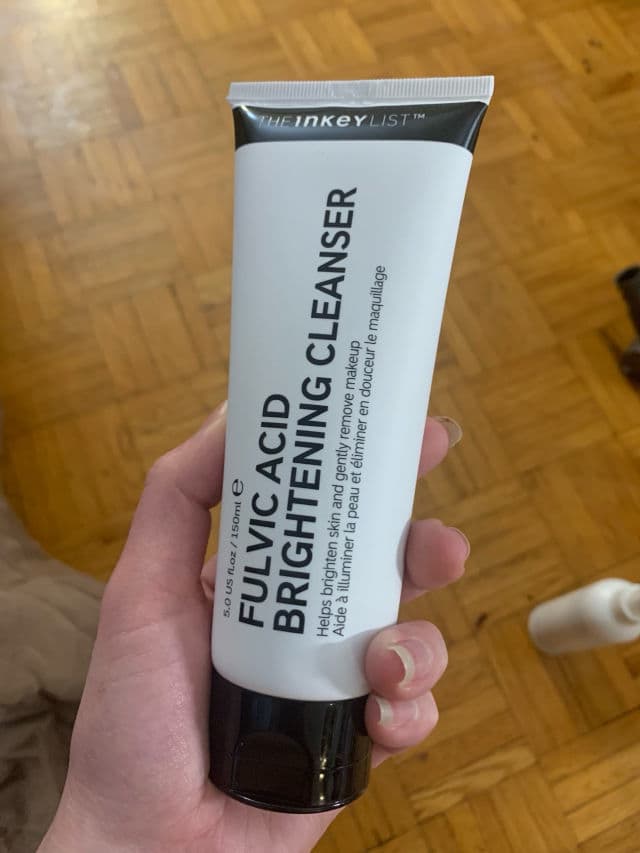 THE INKEY LIST™
FULVIC ACID
BRIGHTENING CLEANSER
Helps brighten skin and gently remove makeup
Aide à illuminer la peau et éliminer en douceur le maquillage
5.0 US fl.oz / 150ml ℮